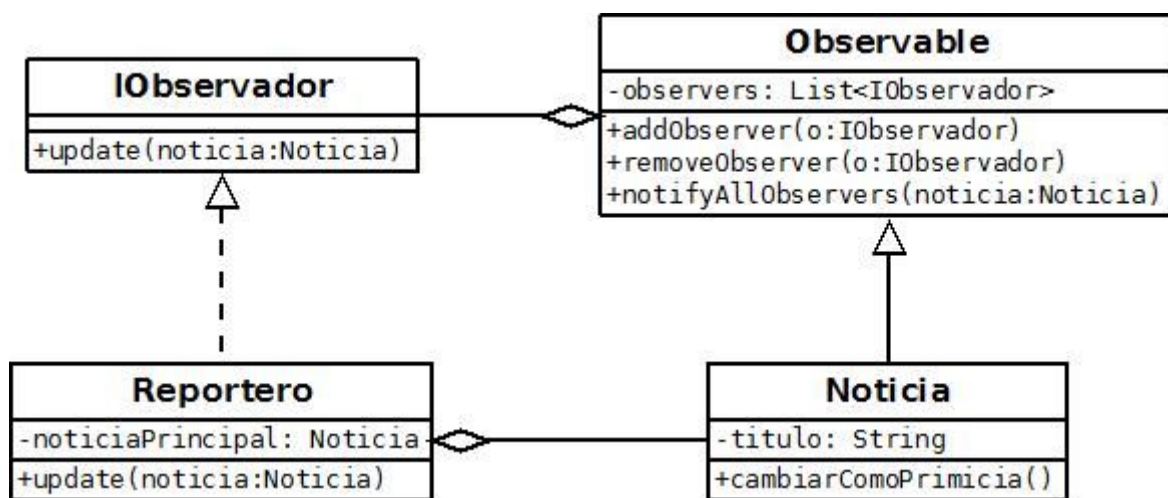 IObservador
+update(noticia:Noticia)
Observable
-observers: List<IObservador>
+addObserver(o:IObservador)
+removeObserver(o:IObservador)
+notifyAllObservers(noticia:Noticia)
Reportero
-noticiaPrincipal: Noticia
+update(noticia:Noticia)
Noticia
-titulo: String
+cambiarComoPrimicia()